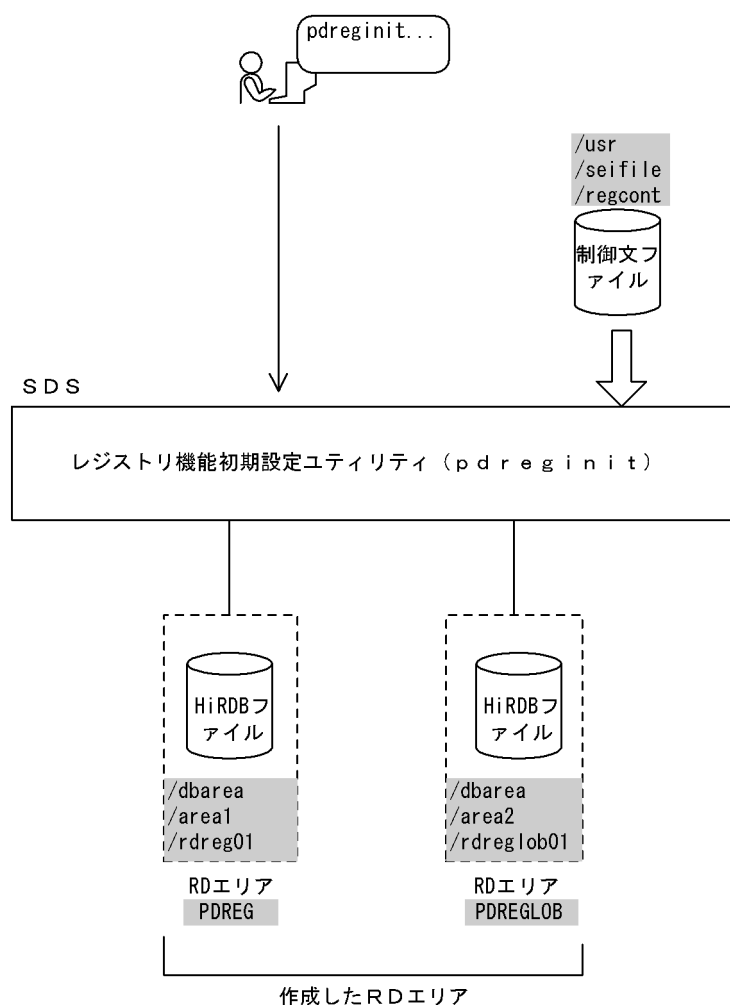 pdreginit...
/usr
/seifile
/regcont
制御文フ
ァイル
ＳＤＳ
レジストリ機能初期設定ユティリティ（ｐｄｒｅｇｉｎｉｔ）
HiRDBフ
ァイル
/dbarea
/area1
/rdreg01
RDエリア
PDREG
HiRDBフ
ァイル
/dbarea
/area2
/rdreglob01
RDエリア
PDREGLOB
作成したＲＤエリア